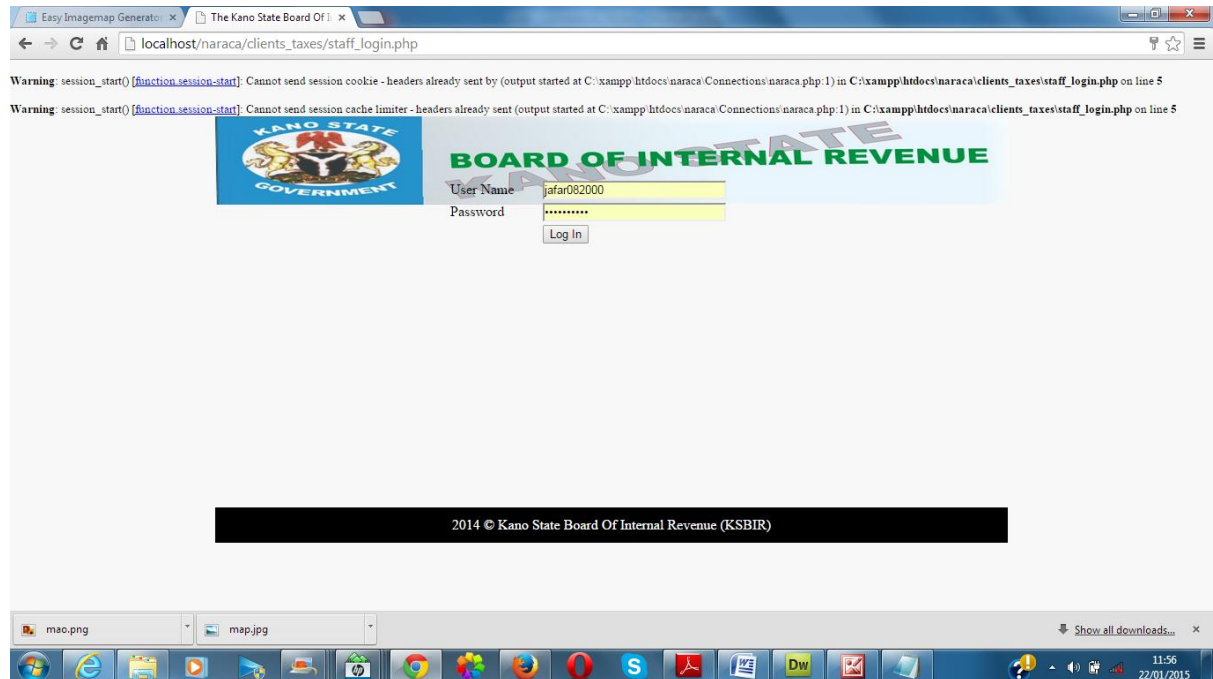 Easy Imagemap Generator
The Kano State Board Of I
localhost/naraca/clients_taxes/staff_login.php
Warning: session_start() [function.session-start]: Cannot send session cookie - headers already sent by (output started at C:\xampp\htdocs\naraca\Connections\naraca.php:1) in C:\xampp\htdocs\naraca\clients_taxes\staff_login.php on line 5
Warning: session_start() [function.session-start]: Cannot send session cache limiter - headers already sent (output started at C:\xampp\htdocs\naraca\Connections\naraca.php:1) in C:\xampp\htdocs\naraca\clients_taxes\staff_login.php on line 5
KANO STATE
GOVERNMENT
KANO STATE
BOARD OF INTERNAL REVENUE
User Name jafar082000
Password ••••••••••
Log In
2014 © Kano State Board Of Internal Revenue (KSBIR)
mao.png map.jpg Show all downloads...
hp S W Dw
11:56
22/01/2015